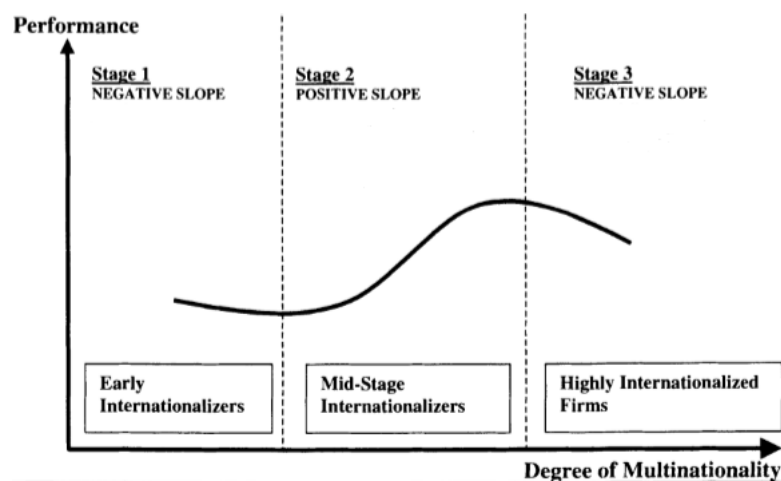 Performance
Stage 1
NEGATIVE SLOPE
Stage 2
POSITIVE SLOPE
Stage 3
NEGATIVE SLOPE
Early
Internationalizers
Mid-Stage
Internationalizers
Highly Internationalized
Firms
Degree of Multinationality